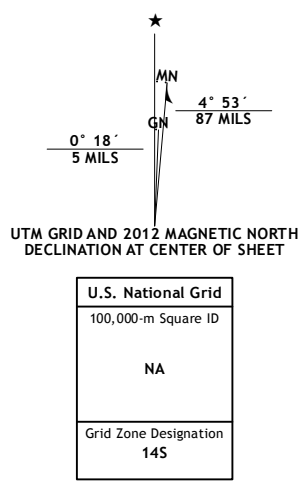 ★
MN
4° 53´
87 MILS
GN
0° 18´
5 MILS
UTM GRID AND 2012 MAGNETIC NORTH
DECLINATION AT CENTER OF SHEET
U.S. National Grid
100,000-m Square ID
NA
Grid Zone Designation
14S